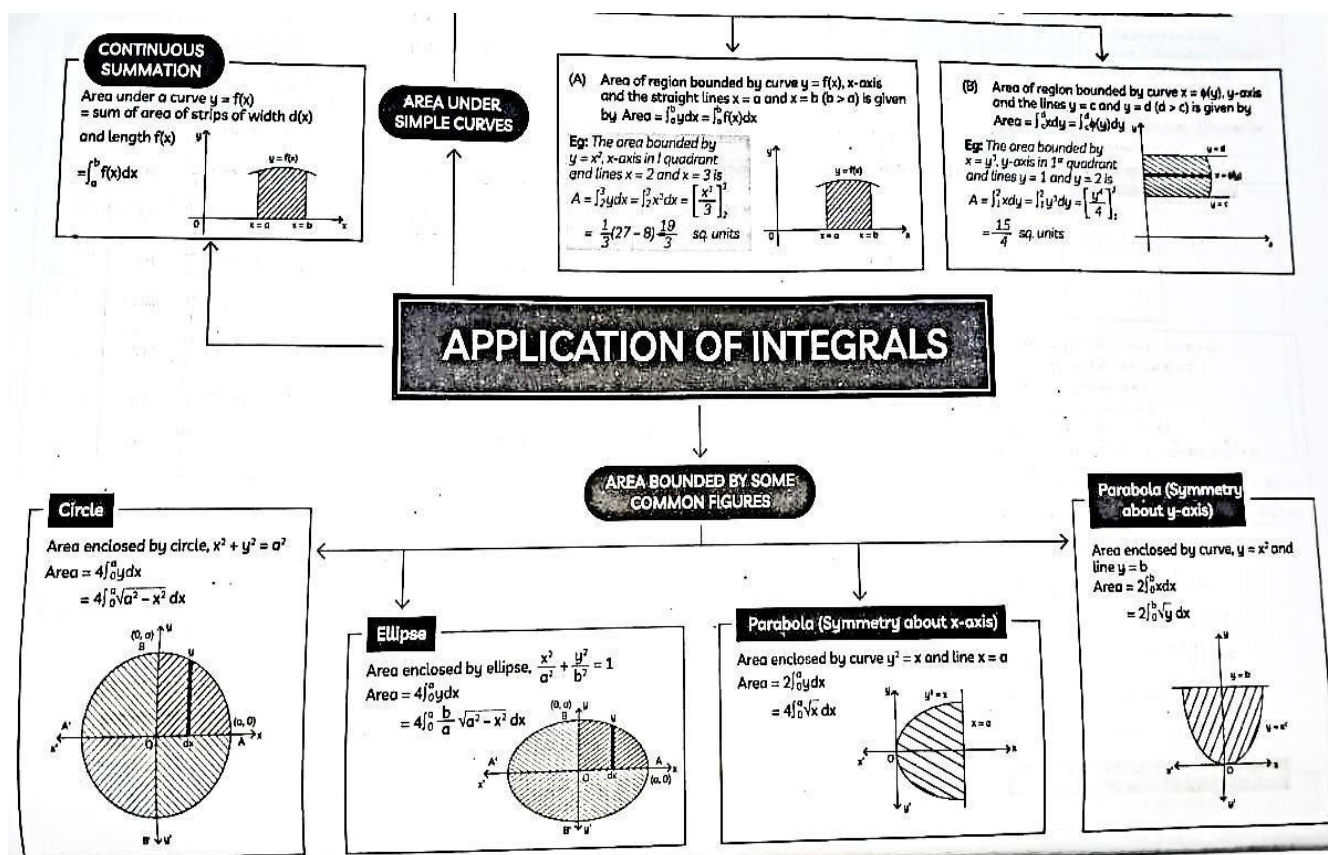 CONTINUOUS
SUMMATION
Area under a curve y = f(x)
= sum of area of strips of width d(x)
and length f(x)
= ∫ₐᵇ f(x)dx
y
y = f(x)
O x = a x = b x
AREA UNDER
SIMPLE CURVES
(A) Area of region bounded by curve y = f(x), x-axis
and the straight lines x = a and x = b (b > a) is given
by Area = ∫ₐᵇ ydx = ∫ₐᵇ f(x)dx
Eg: The area bounded by
y = x², x-axis in I quadrant
and lines x = 2 and x = 3 is
A = ∫₂³ ydx = ∫₂³ x²dx = [x³/3]₂³
= 1/3 (27 – 8) = 19/3 sq. units
y
y = f(x)
O x = a x = b x
(B) Area of region bounded by curve x = ϕ(y), y-axis
and the lines y = c and y = d (d > c) is given by
Area = ∫ xdy = ∫ ϕ(y)dy
Eg: The area bounded by
x = y³, y-axis in 1ˢᵗ quadrant
and lines y = 1 and y = 2 is
A = ∫₁² xdy = ∫₁² y³dy = [y⁴/4]₁
= 15/4 sq. units
y
y = d
x = ϕ(y)
y = c
x
APPLICATION OF INTEGRALS
AREA BOUNDED BY SOME
COMMON FIGURES
Circle
Area enclosed by circle, x² + y² = a²
Area = 4∫₀ᵃ ydx
= 4∫₀ᵃ √a² – x² dx
(0, a) y
B y
(a, 0)
A' A x
x' O dx
B' y'
Ellipse
Area enclosed by ellipse, x²/a² + y²/b² = 1
Area = 4∫₀ᵃ ydx
= 4∫₀ᵃ b/a √a² – x² dx
(0, a) y
B y
A' A x
x' O dx (a, 0)
B' y'
Parabola (Symmetry about x-axis)
Area enclosed by curve y² = x and line x = a
Area = 2∫₀ᵃ ydx
= 4∫₀ᵃ √x dx
y y² = x
x = a
x' O x
y'
Parabola (Symmetry
about y-axis)
Area enclosed by curve, y = x² and
line y = b
Area = 2∫₀ᵇ xdx
= 2∫₀ᵇ √y dx
y
y = b
y = x²
x' O x
y'